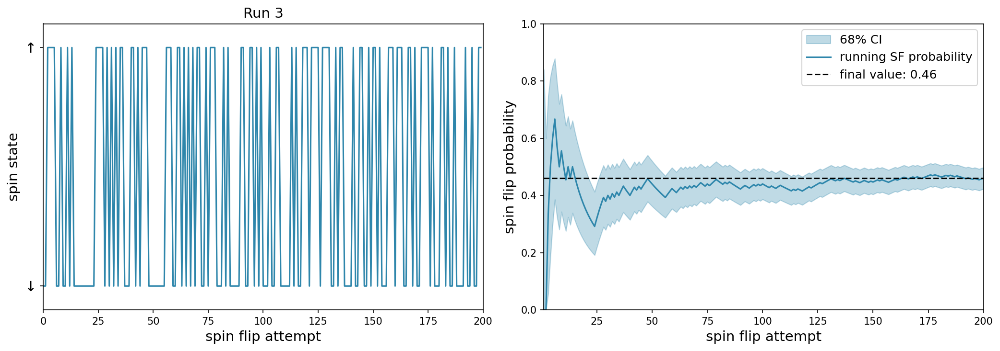 Run 3
↑
↓
spin state
0 25 50 75 100 125 150 175 200
spin flip attempt
1.0
0.8
0.6
0.4
0.2
0.0
spin flip probability
68% CI
running SF probability
final value: 0.46
25 50 75 100 125 150 175 200
spin flip attempt